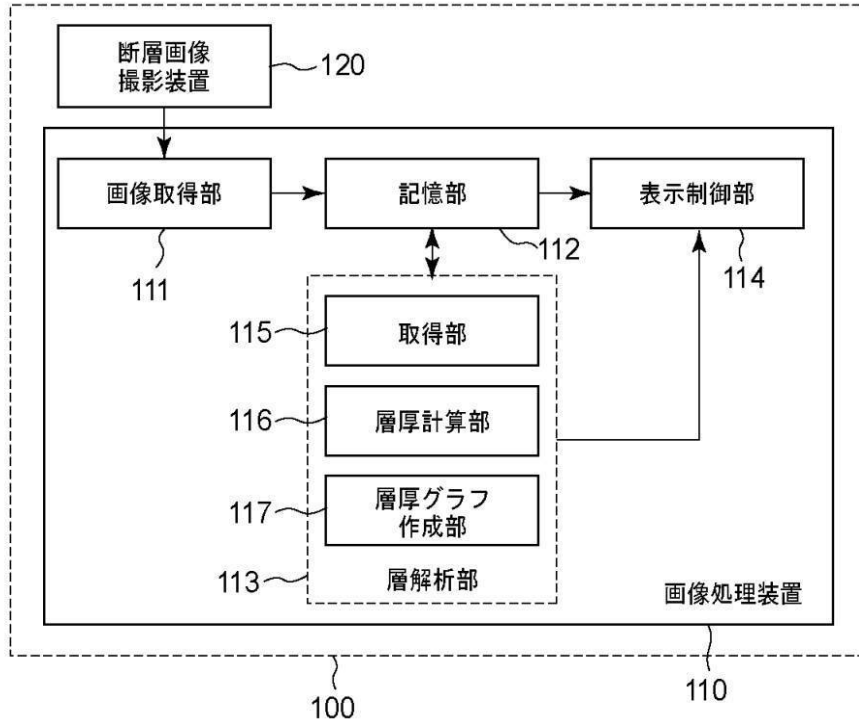 断層画像
撮影装置
120
画像取得部
記憶部
表示制御部
111
112
114
115
取得部
116
層厚計算部
117
層厚グラフ
作成部
113
層解析部
画像処理装置
100
110